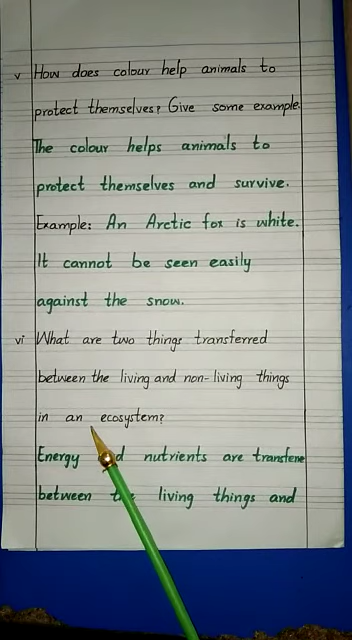 v How does colour help animals to
protect themselves? Give some example.
The colour helps animals to
protect themselves and survive.
Example: An Arctic fox is white.
It cannot be seen easily
against the snow.
vi What are two things transferred
between the living and non-living things
in an ecosystem?
Energy nutrients are
between living things and